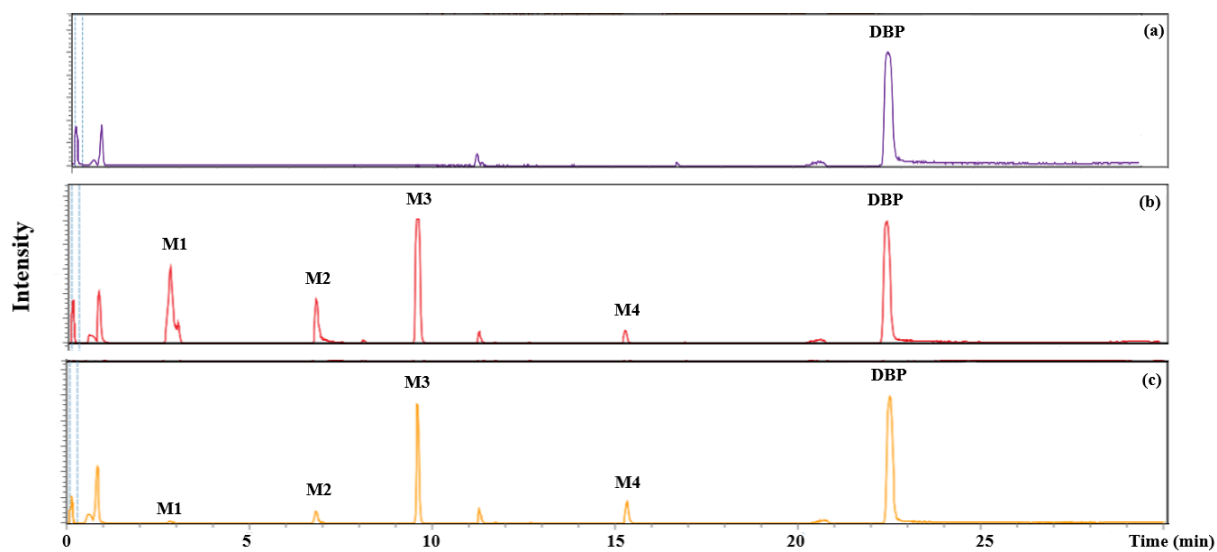 (a)
DBP
Intensity
(b)
M1
M2
M3
M4
DBP
(c)
M1
M2
M3
M4
DBP
0 5 10 15 20 25 Time (min)